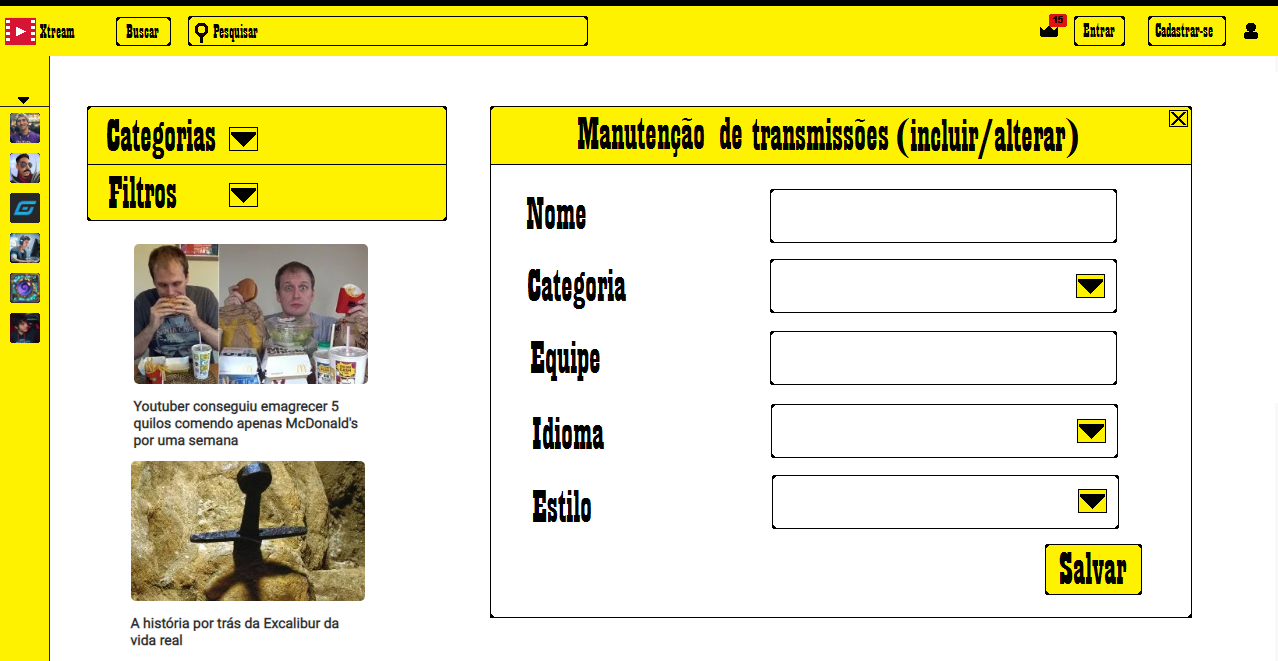 Xtream
Buscar
Pesquisar
15
Entrar
Cadastrar-se
Categorias
Filtros
Youtuber conseguiu emagrecer 5
quilos comendo apenas McDonald's
por uma semana
A história por trás da Excalibur da
vida real
Manutenção de transmissões (incluir/alterar)
Nome
Categoria
Equipe
Idioma
Estilo
Salvar